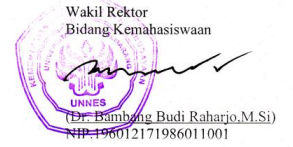 Wakil Rektor
Bidang Kemahasiswaan
UNNES
(Dr. Bambang Budi Raharjo,M.Si)
NIP.196012171986011001